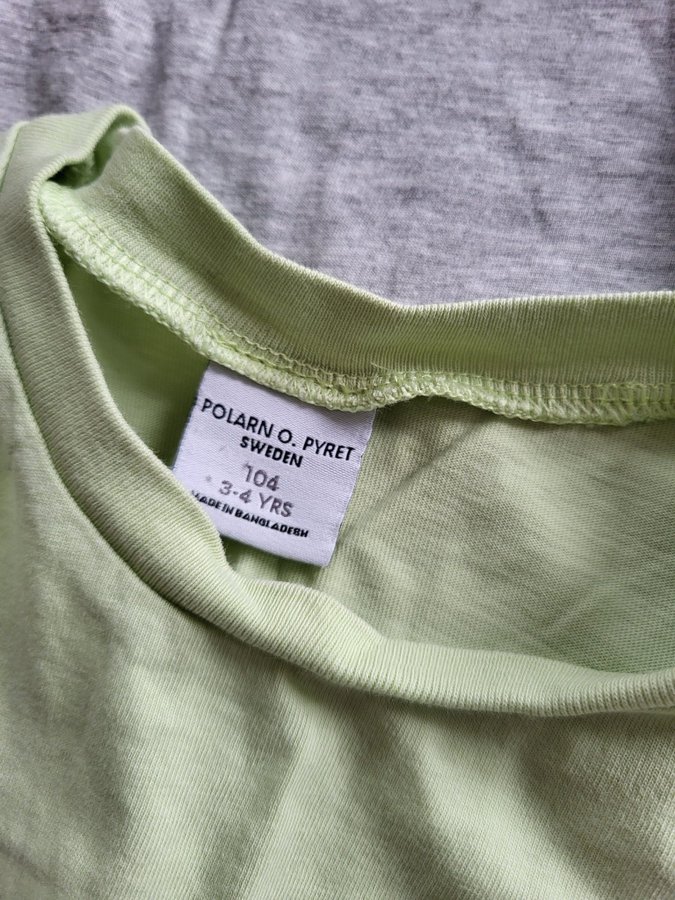 POLARN O. PYRET
SWEDEN
104
3-4 YRS
MADE IN BANGLADESH